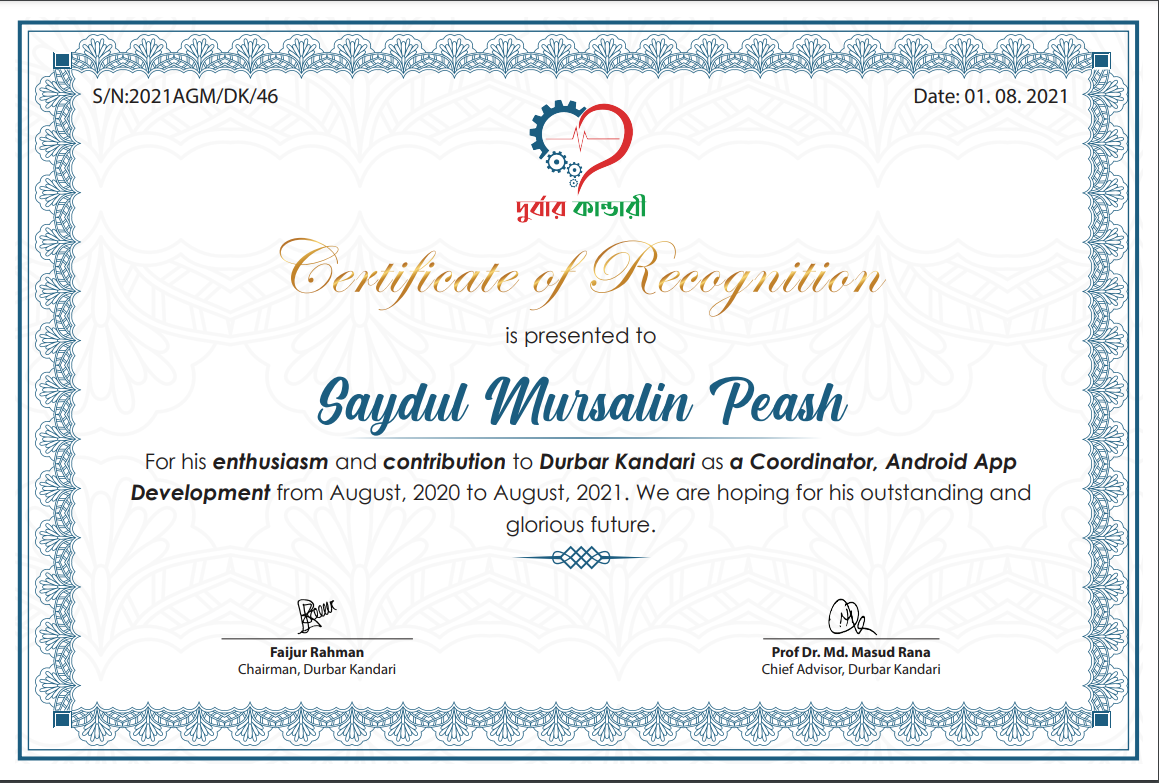 S/N:2021AGM/DK/46
Date: 01. 08. 2021
দুর্বার কান্ডারী
Certificate of Recognition
is presented to
Saydul Mursalin Peash
For his enthusiasm and contribution to Durbar Kandari as a Coordinator, Android App
Development from August, 2020 to August, 2021. We are hoping for his outstanding and
glorious future.
Faijur Rahman
Chairman, Durbar Kandari
Prof Dr. Md. Masud Rana
Chief Advisor, Durbar Kandari